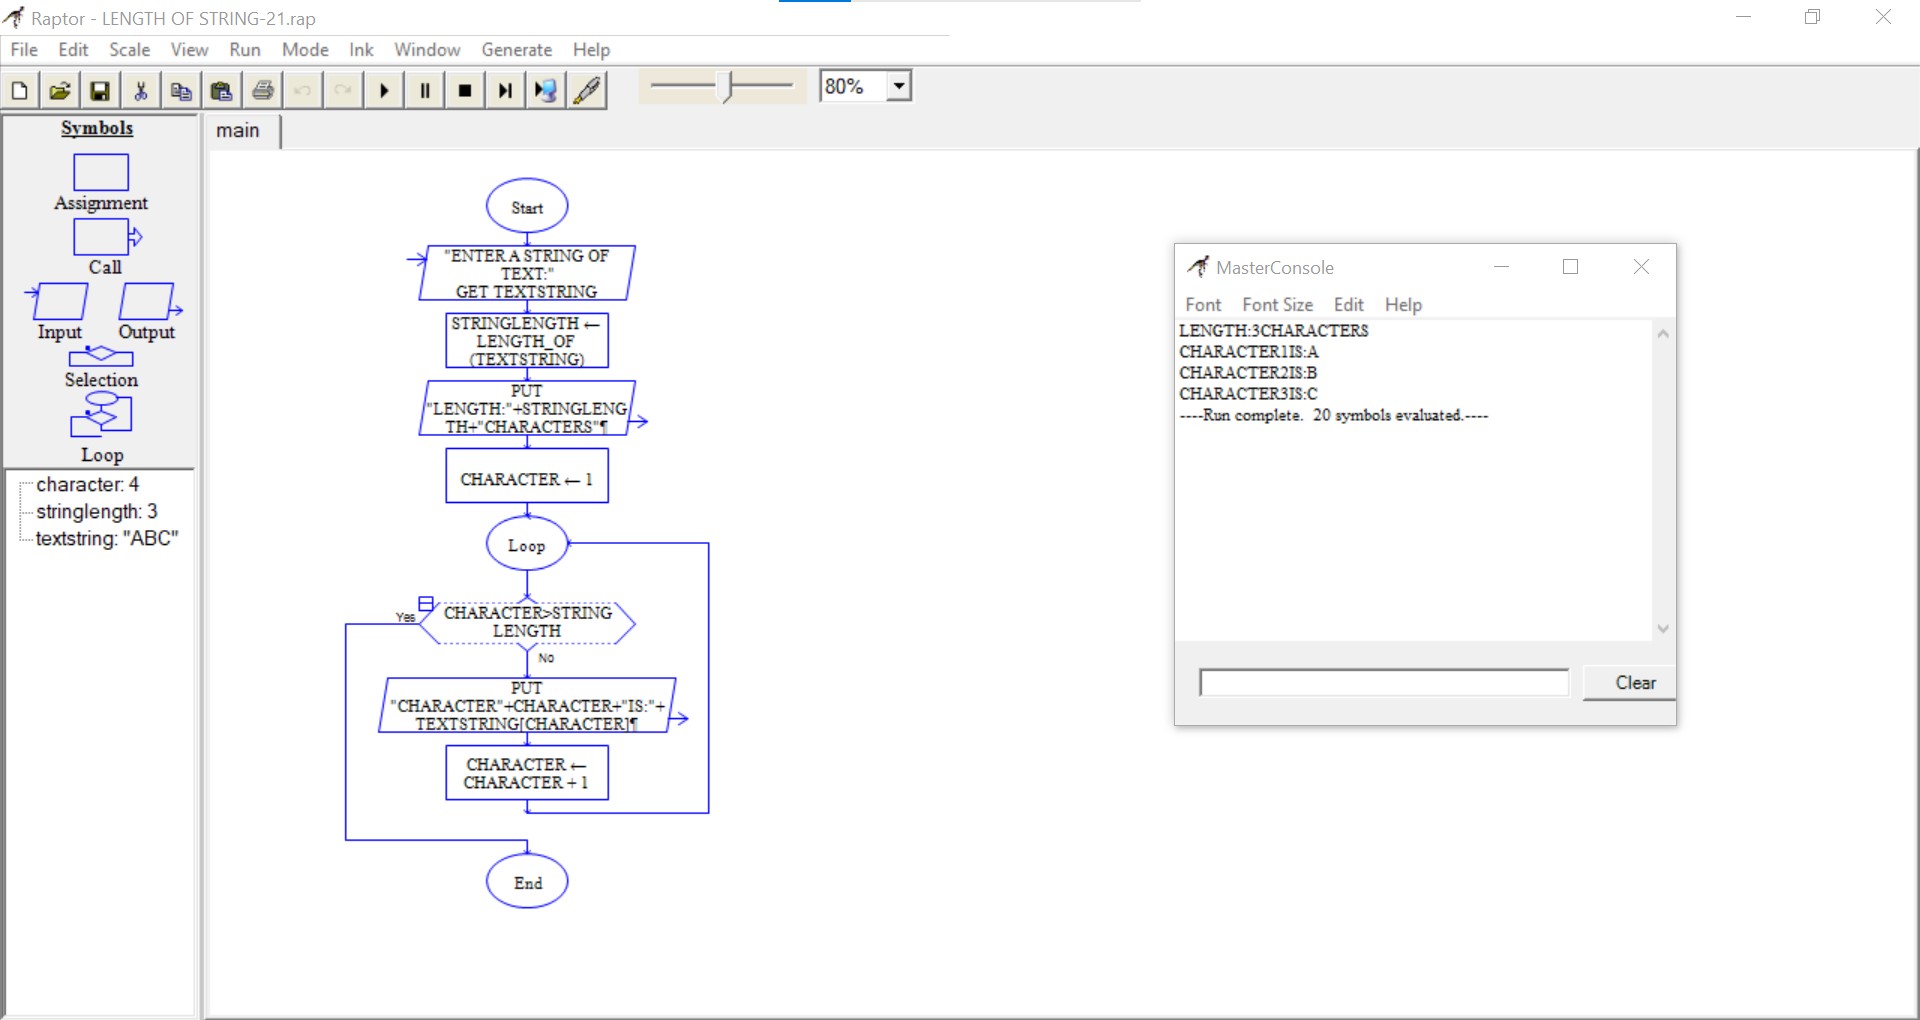 Raptor - LENGTH OF STRING-21.rap
File Edit Scale View Run Mode Ink Window Generate Help
80%
Symbols
Assignment
Call
Input Output
Selection
Loop
character: 4
stringlength: 3
textstring: "ABC"
main
Start
"ENTER A STRING OF
TEXT:"
GET TEXTSTRING
STRINGLENGTH ←
LENGTH_OF
(TEXTSTRING)
PUT
"LENGTH:"+STRINGLENG
TH+"CHARACTERS"¶
CHARACTER ← 1
Loop
CHARACTER>STRING
LENGTH
Yes
No
PUT
"CHARACTER"+CHARACTER+"IS:"+
TEXTSTRING[CHARACTER]¶
CHARACTER ←
CHARACTER + 1
End
MasterConsole
Font Font Size Edit Help
LENGTH:3CHARACTERS
CHARACTER1IS:A
CHARACTER2IS:B
CHARACTER3IS:C
----Run complete. 20 symbols evaluated.----
Clear